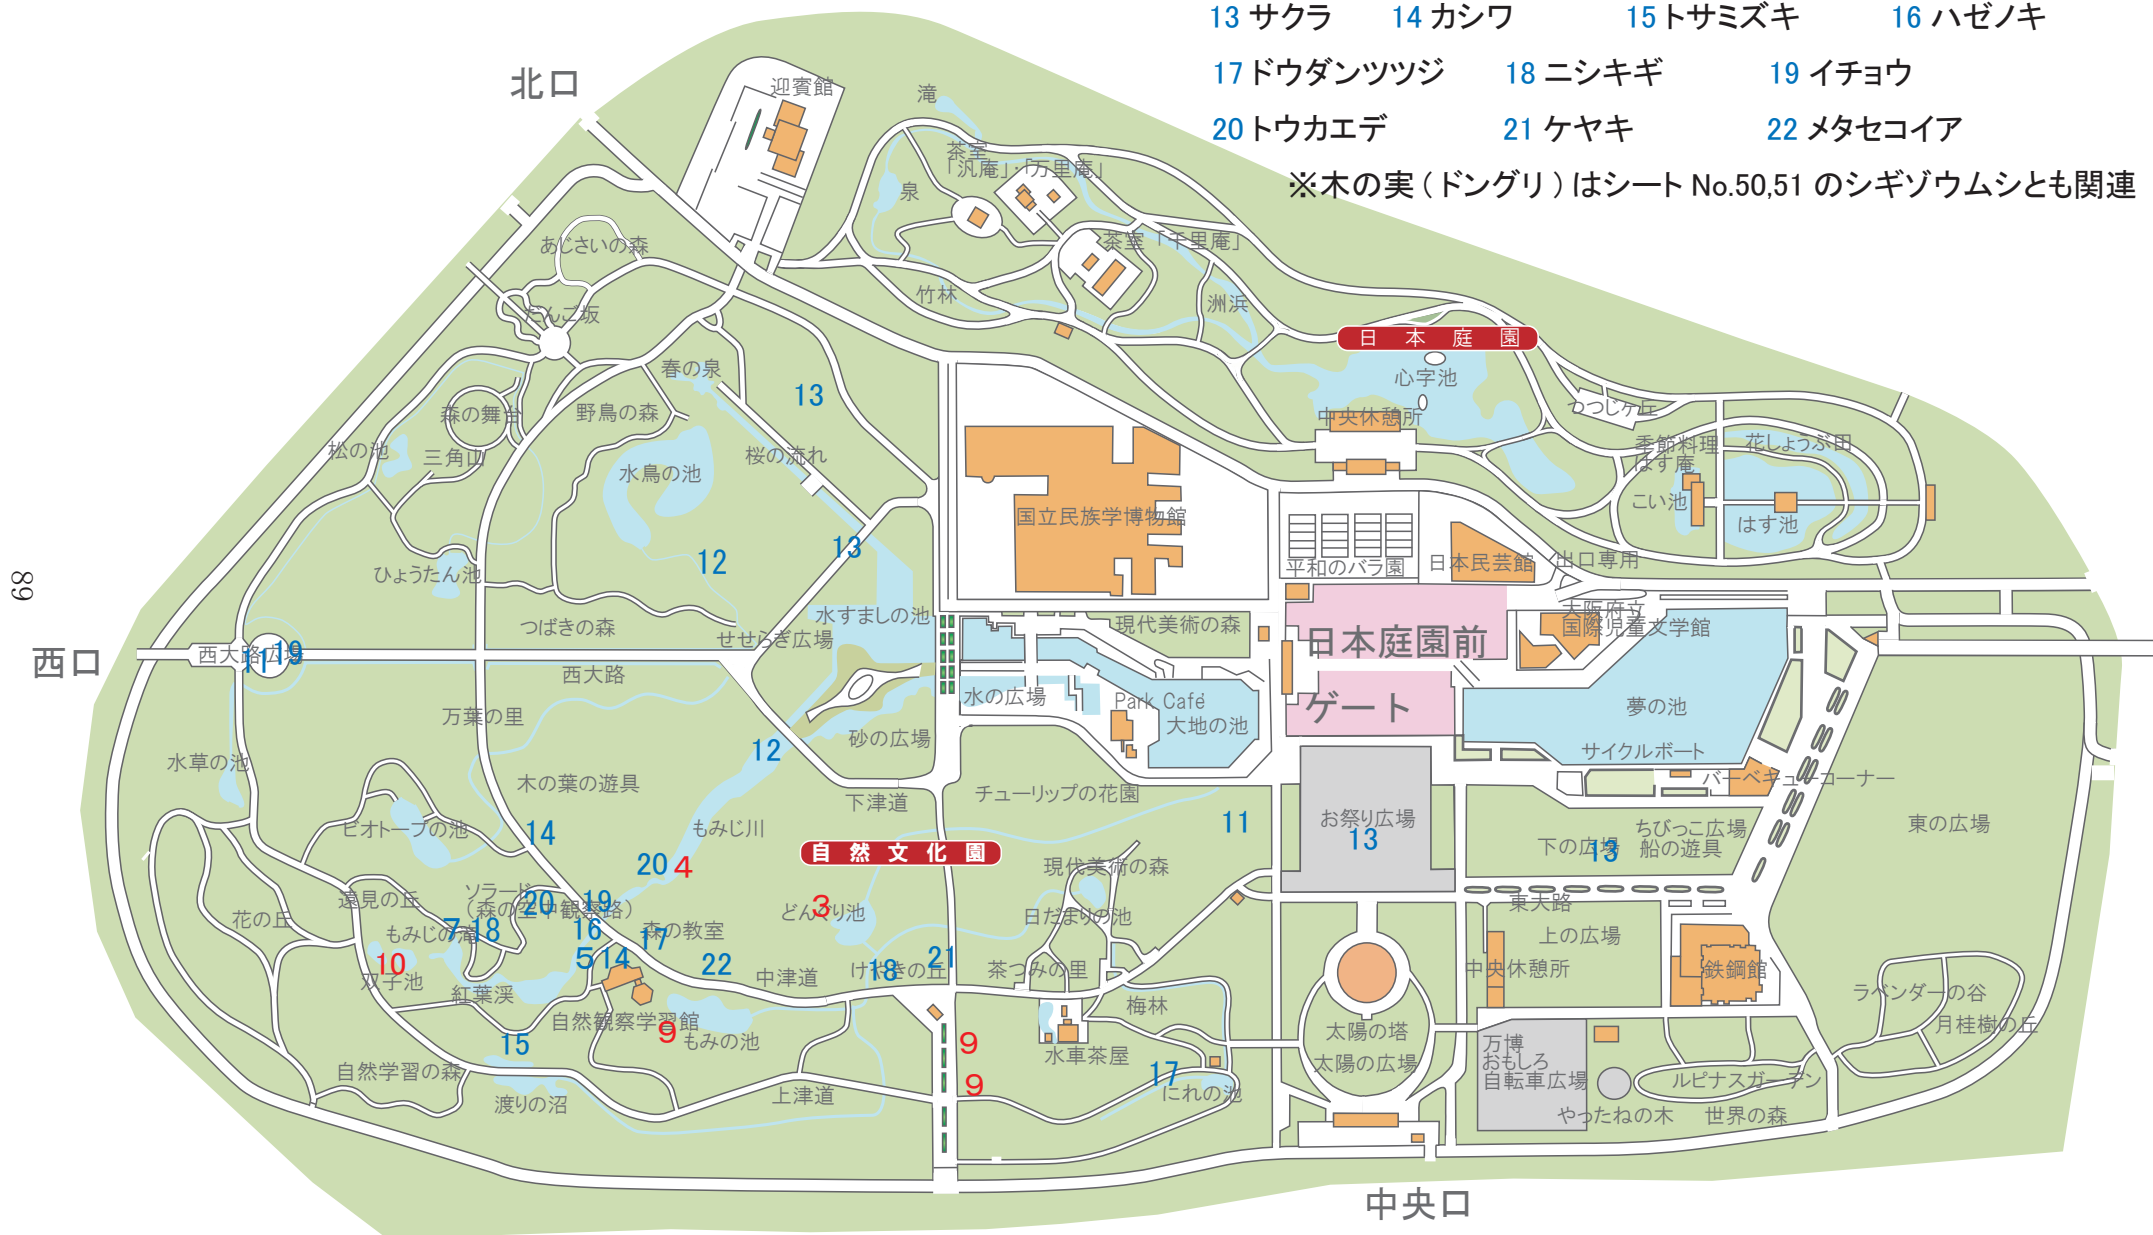 13 サクラ 14 カシワ 15 トサミズキ 16 ハゼノキ
17 ドウダンツツジ 18 ニシキギ 19 イチョウ
20 トウカエデ 21 ケヤキ 22 メタセコイア
※木の実(ドングリ)はシート No.50,51 のシギゾウムシとも関連
北口
迎賓館
滝
茶室
「汎庵」・「万里庵」
泉
あじさいの森
茶室「千里庵」
竹林
洲浜
だんご坂
日本庭園
春の泉
心字池
13
森の舞台
野鳥の森
中央休憩所
つつじヶ丘
松の池
三角山
桜の流れ
季節料理
はす庵
花しょうぶ田
水鳥の池
こい池
国立民族学博物館
はす池
13
12
ひょうたん池
平和のバラ園
日本民芸館
出口専用
89
水すましの池
大阪府立
国際児童文学館
つばきの森
せせらぎ広場
現代美術の森
日本庭園前
ゲート
西口
西大路広場
11
19
西大路
水の広場
Park Café
大地の池
夢の池
万葉の里
砂の広場
12
サイクルボート
水草の池
木の葉の遊具
バーベキューコーナー
下津道
チューリップの花園
ビオトープの池
14
もみじ川
11
お祭り広場
13
ちびっこ広場
船の遊具
下の広場
13
東の広場
自然文化園
20
4
現代美術の森
遠見の丘
ソラード
(森の空中観察路)
20
19
どんぐり池
3
日だまりの池
東大路
花の丘
もみじの滝
7
18
16
17
森の教室
上の広場
10
双子池
5
14
22
中津道
けやきの丘
18
21
茶つみの里
中央休憩所
鉄鋼館
紅葉渓
梅林
ラベンダーの谷
自然観察学習館
9
もみの池
9
太陽の塔
月桂樹の丘
15
水車茶屋
万博
おもしろ
自転車広場
太陽の広場
自然学習の森
9
17
にれの池
ルピナスガーデン
渡りの沼
上津道
やったねの木
世界の森
中央口